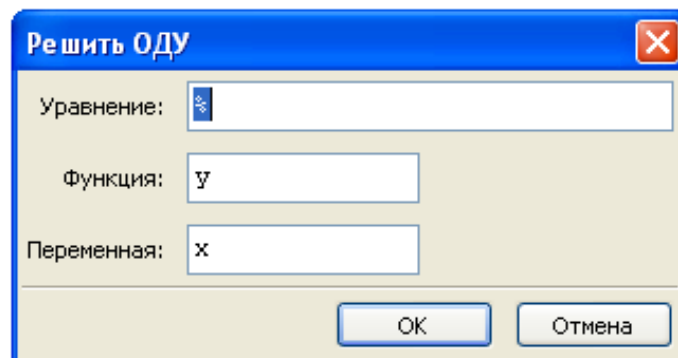 Решить ОДУ
Уравнение: %
Функция: y
Переменная: x
OK Отмена